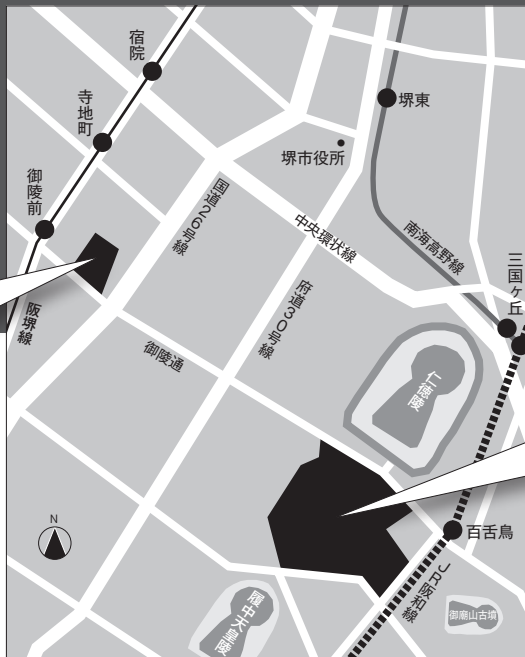 宿院
寺地町
御陵前
堺東
堺市役所
国道26号線
中央環状線
南海高野線
三国ヶ丘
阪堺線
府道30号線
御陵通
仁徳陵
N
百舌鳥
JR阪和線
履中天皇陵
御廟山古墳